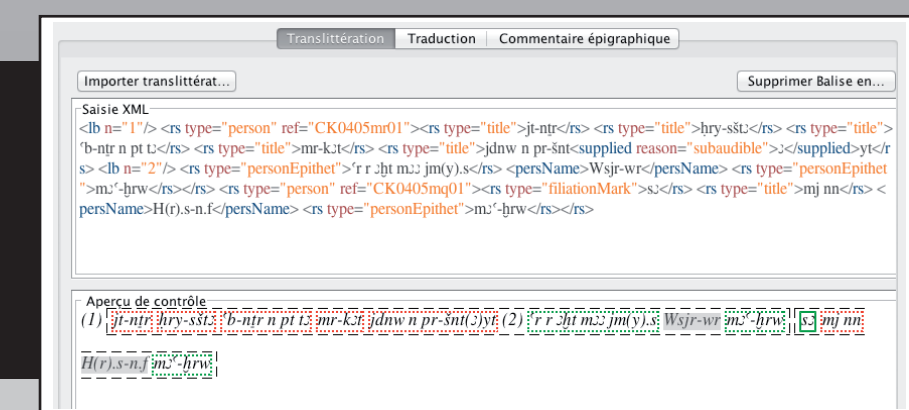 Translittération Traduction Commentaire épigraphique
Importer translittérat... Supprimer Balise en...
Saisie XML
<lb n="1"/> <rs type="person" ref="CK0405mr01"><rs type="title">jt-nṯr</rs> <rs type="title">ḥry-sštꜣ</rs> <rs type="title">
ꜥb-nṯr n pt tꜣ</rs> <rs type="title">mr-kꜣt</rs> <rs type="title">jdnw n pr-šnt<supplied reason="subaudible">ꜣ</supplied>yt</r
s> <lb n="2"/> <rs type="personEpithet">ꜥr r ꜣḫt mꜣꜣ jm(y).s</rs> <persName>Wsjr-wr</persName> <rs type="personEpithet
">mꜣꜥ-ḫrw</rs></rs> <rs type="person" ref="CK0405mq01"><rs type="filiationMark">sꜣ</rs> <rs type="title">mj nn</rs> <
persName>H(r).s-n.f</persName> <rs type="personEpithet">mꜣꜥ-ḫrw</rs></rs>
Aperçu de contrôle
(1) jt-nṯr ḥry-sštꜣ ꜥb-nṯr n pt tꜣ mr-kꜣt jdnw n pr-šnt(ꜣ)yt (2) ꜥr r ꜣḫt mꜣꜣ jm(y).s Wsjr-wr mꜣꜥ-ḫrw sꜣ mj nn
H(r).s-n.f mꜣꜥ-ḫrw